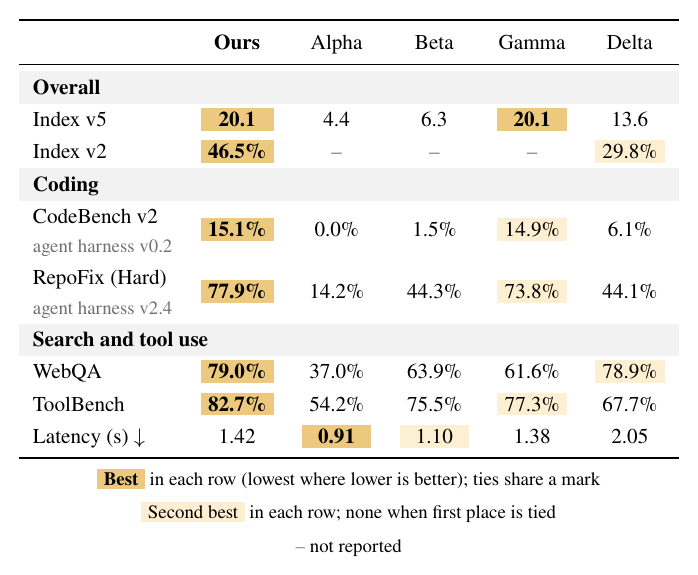 Ours Alpha Beta Gamma Delta
Overall
Index v5 20.1 4.4 6.3 20.1 13.6
Index v2 46.5% – – – 29.8%
Coding
CodeBench v2
agent harness v0.2
15.1% 0.0% 1.5% 14.9% 6.1%
RepoFix (Hard)
agent harness v2.4
77.9% 14.2% 44.3% 73.8% 44.1%
Search and tool use
WebQA 79.0% 37.0% 63.9% 61.6% 78.9%
ToolBench 82.7% 54.2% 75.5% 77.3% 67.7%
Latency (s) ↓ 1.42 0.91 1.10 1.38 2.05
Best in each row (lowest where lower is better); ties share a mark
Second best in each row; none when first place is tied
– not reported